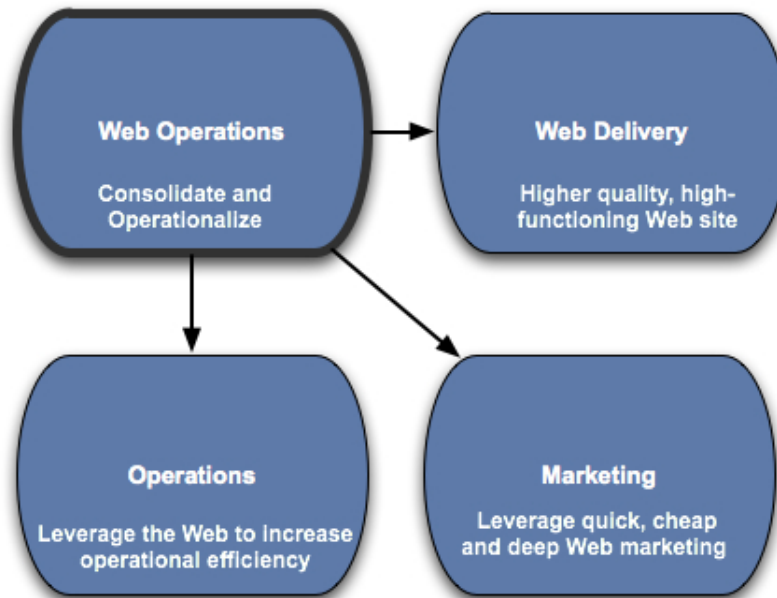 Web Operations
Consolidate and
Operationalize
Web Delivery
Higher quality, high-
functioning Web site
Operations
Leverage the Web to increase
operational efficiency
Marketing
Leverage quick, cheap
and deep Web marketing